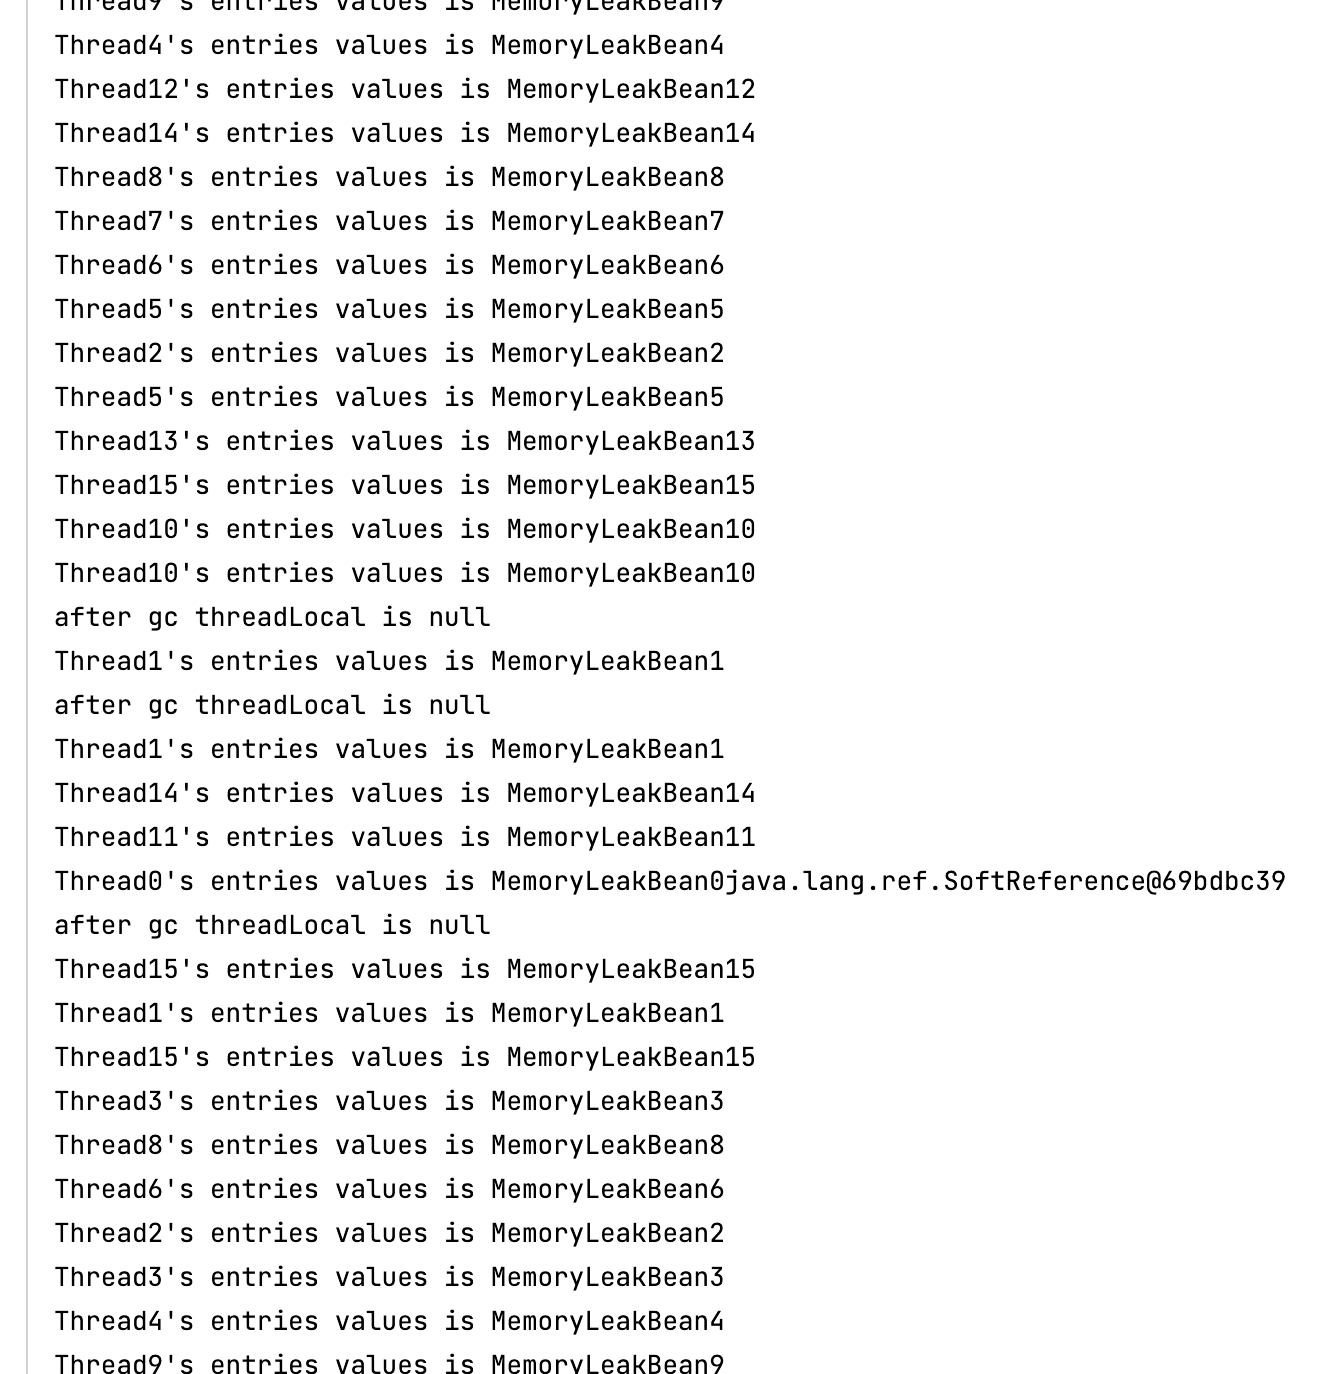 Thread9's entries values is MemoryLeakBean9
Thread4's entries values is MemoryLeakBean4
Thread12's entries values is MemoryLeakBean12
Thread14's entries values is MemoryLeakBean14
Thread8's entries values is MemoryLeakBean8
Thread7's entries values is MemoryLeakBean7
Thread6's entries values is MemoryLeakBean6
Thread5's entries values is MemoryLeakBean5
Thread2's entries values is MemoryLeakBean2
Thread5's entries values is MemoryLeakBean5
Thread13's entries values is MemoryLeakBean13
Thread15's entries values is MemoryLeakBean15
Thread10's entries values is MemoryLeakBean10
Thread10's entries values is MemoryLeakBean10
after gc threadLocal is null
Thread1's entries values is MemoryLeakBean1
after gc threadLocal is null
Thread1's entries values is MemoryLeakBean1
Thread14's entries values is MemoryLeakBean14
Thread11's entries values is MemoryLeakBean11
Thread0's entries values is MemoryLeakBean0java.lang.ref.SoftReference@69bdbc39
after gc threadLocal is null
Thread15's entries values is MemoryLeakBean15
Thread1's entries values is MemoryLeakBean1
Thread15's entries values is MemoryLeakBean15
Thread3's entries values is MemoryLeakBean3
Thread8's entries values is MemoryLeakBean8
Thread6's entries values is MemoryLeakBean6
Thread2's entries values is MemoryLeakBean2
Thread3's entries values is MemoryLeakBean3
Thread4's entries values is MemoryLeakBean4
Thread9's entries values is MemoryLeakBean9